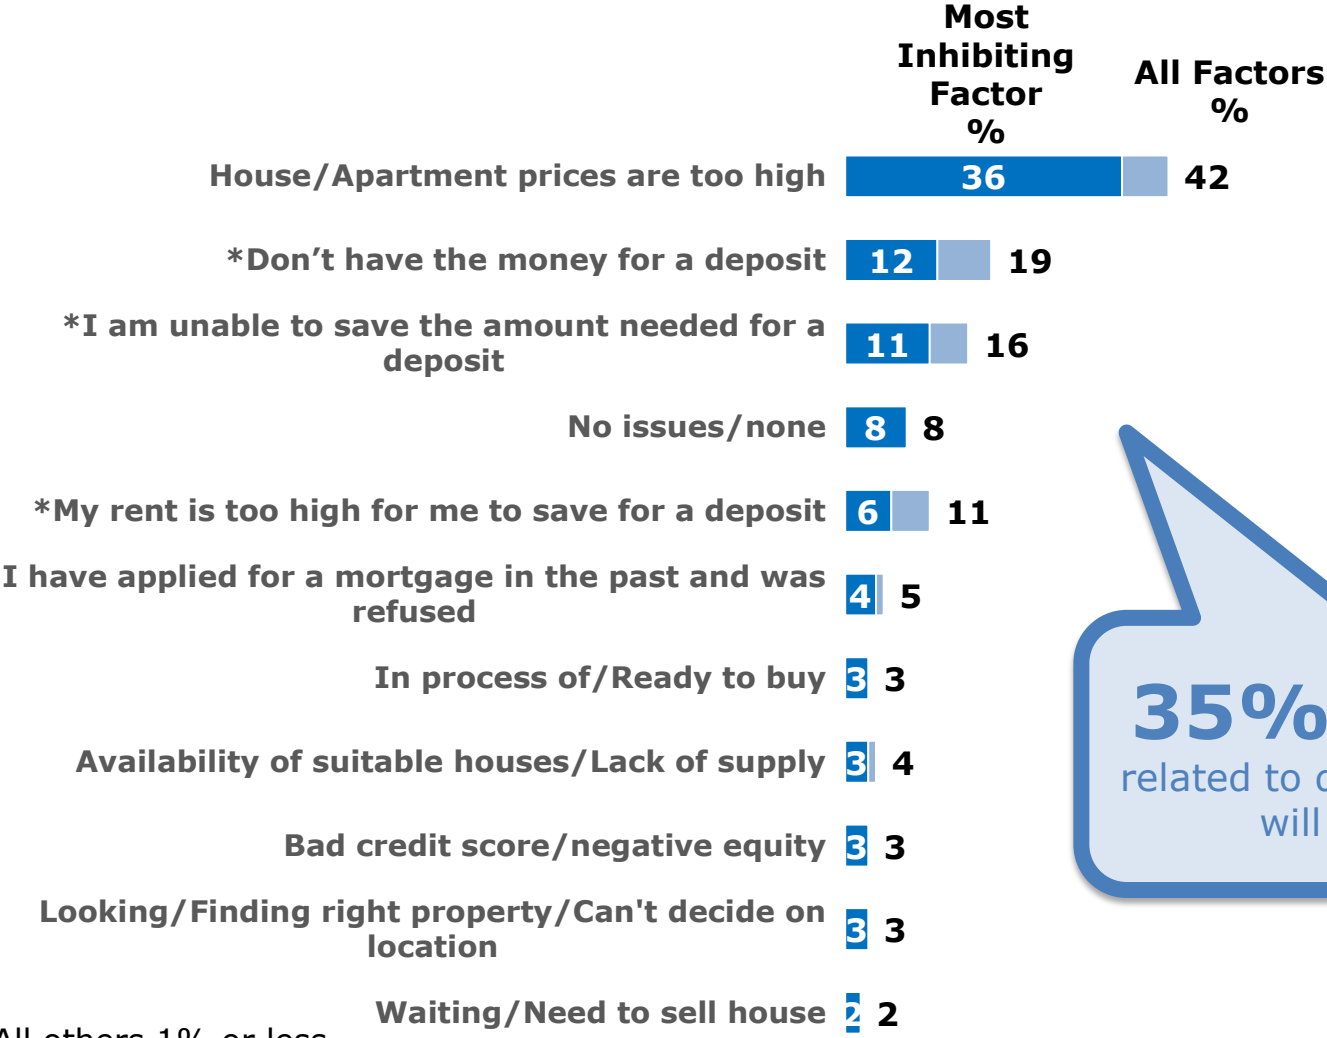 Most
Inhibiting
Factor
%
All Factors
%
House/Apartment prices are too high 36 42
*Don’t have the money for a deposit 12 19
*I am unable to save the amount needed for a
deposit 11 16
No issues/none 8 8
*My rent is too high for me to save for a deposit 6 11
I have applied for a mortgage in the past and was
refused 4 5
In process of/Ready to buy 3 3
Availability of suitable houses/Lack of supply 3 4
Bad credit score/negative equity 3 3
Looking/Finding right property/Can't decide on
location 3 3
Waiting/Need to sell house 2 2
35%
related to
will
All others 1% or less